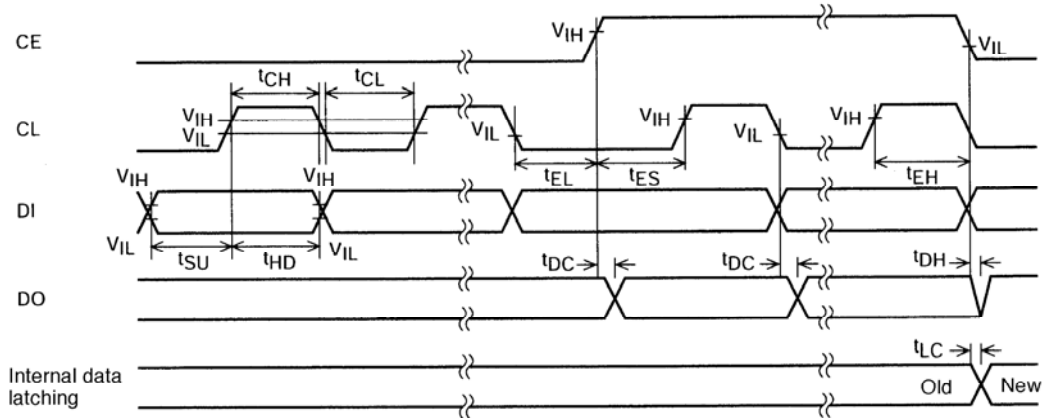 CE
VIH
VIL
tCH
tCL
CL
VIH
VIL
VIL
VIH
VIL
VIH
tEL
tES
tEH
VIH
DI
VIL
tSU
tHD
VIL
tDC
tDC
tDH
DO
tLC
Internal data
latching
Old
New